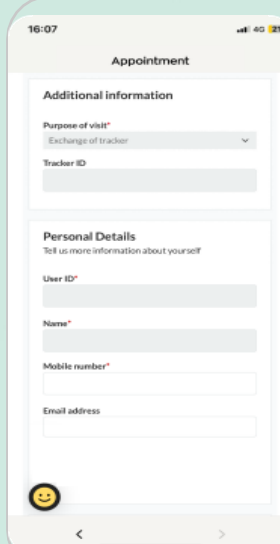 16:07
4G 21
Appointment
Additional information
Purpose of visit*
Exchange of tracker
Tracker ID
Personal Details
Tell us more information about yourself
User ID*
Name*
Mobile number*
Email address